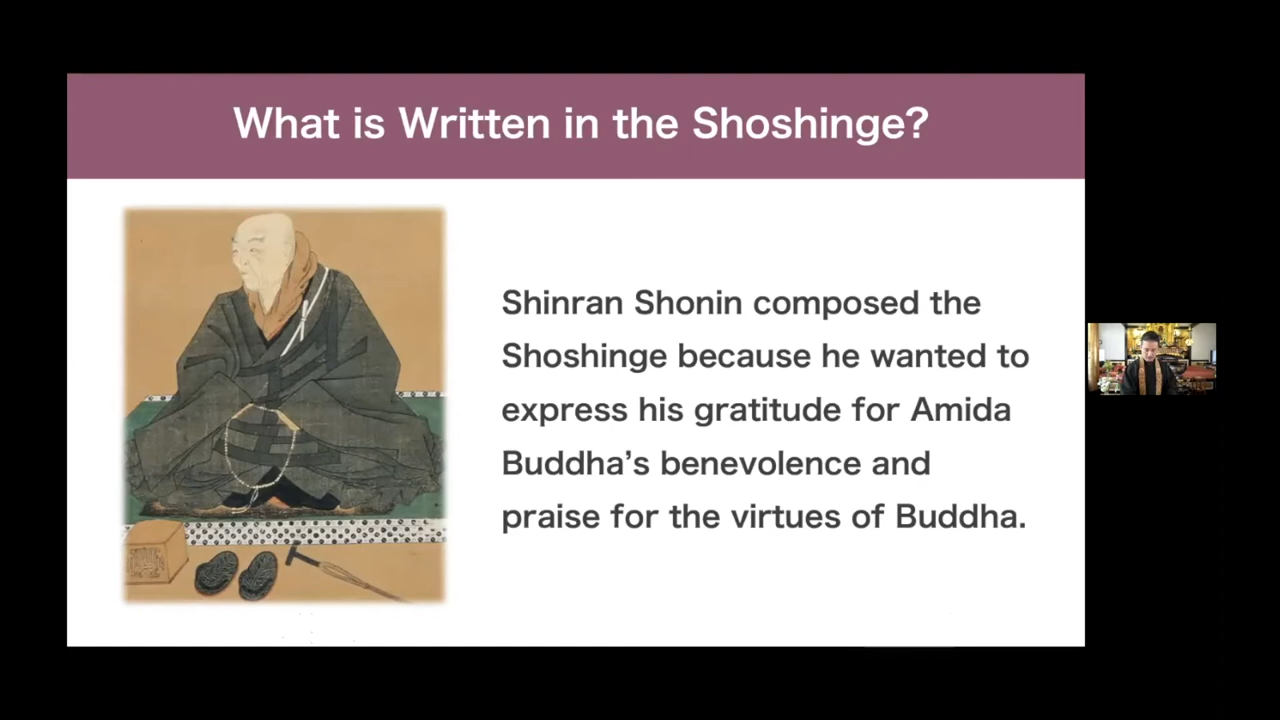 What is Written in the Shoshinge?
Shinran Shonin composed the
Shoshinge because he wanted to
express his gratitude for Amida
Buddha’s benevolence and
praise for the virtues of Buddha.